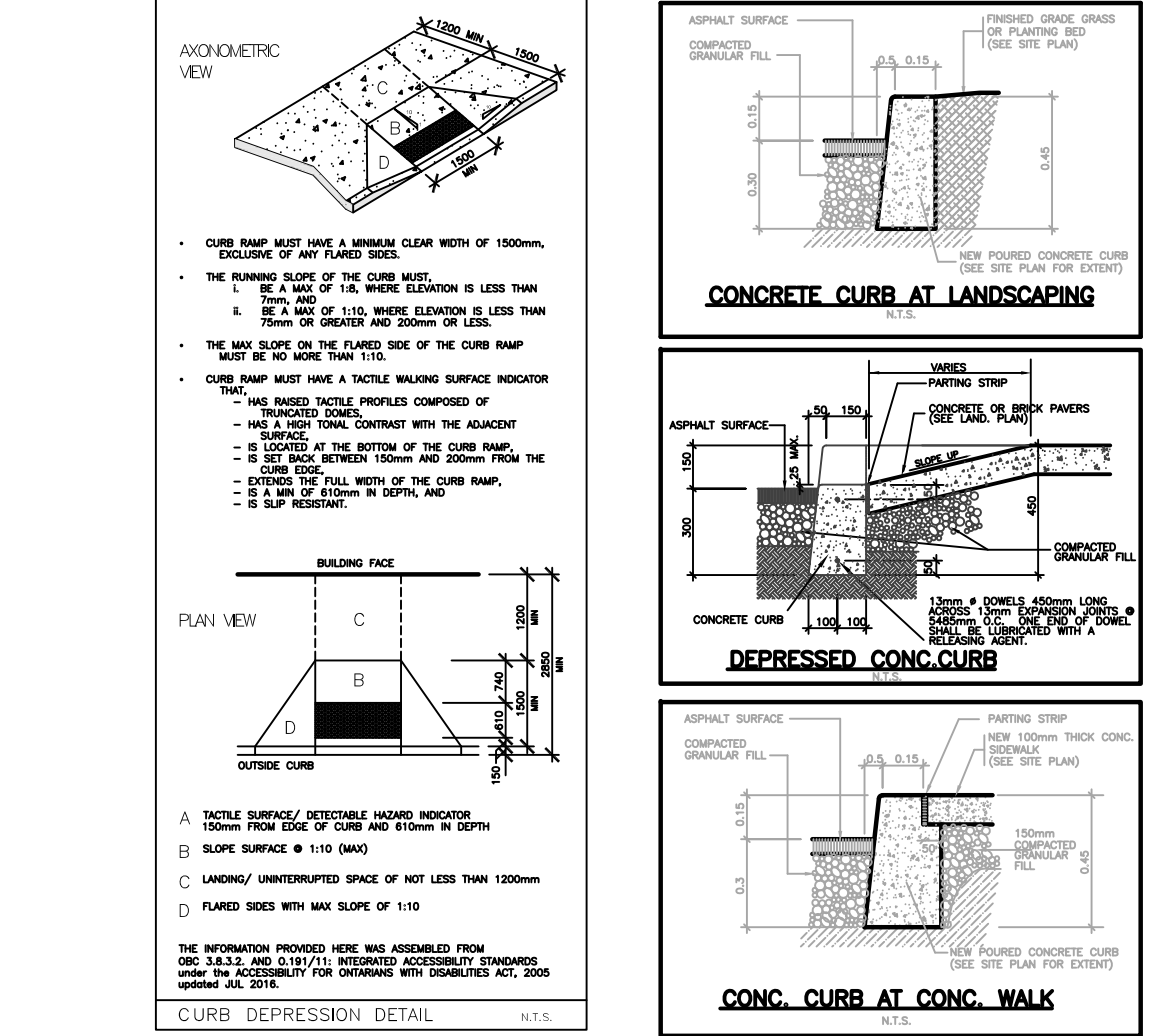 AXONOMETRIC
VIEW
1200 MIN
1500
C
B
D
1500
MIN
• CURB RAMP MUST HAVE A MINIMUM CLEAR WIDTH OF 1500mm,
EXCLUSIVE OF ANY FLARED SIDES.
• THE RUNNING SLOPE OF THE CURB MUST,
i. BE A MAX OF 1:8, WHERE ELEVATION IS LESS THAN
7mm, AND
ii. BE A MAX OF 1:10, WHERE ELEVATION IS LESS THAN
75mm OR GREATER AND 200mm OR LESS.
• THE MAX SLOPE ON THE FLARED SIDE OF THE CURB RAMP
MUST BE NO MORE THAN 1:10.
• CURB RAMP MUST HAVE A TACTILE WALKING SURFACE INDICATOR
THAT,
– HAS RAISED TACTILE PROFILES COMPOSED OF
TRUNCATED DOMES,
– HAS A HIGH TONAL CONTRAST WITH THE ADJACENT
SURFACE,
– IS LOCATED AT THE BOTTOM OF THE CURB RAMP,
– IS SET BACK BETWEEN 150mm AND 200mm FROM THE
CURB EDGE,
– EXTENDS THE FULL WIDTH OF THE CURB RAMP,
– IS A MIN OF 610mm IN DEPTH, AND
– IS SLIP RESISTANT.
BUILDING FACE
PLAN VIEW
C
B
D
OUTSIDE CURB
1200
2850
MIN
740
1500
MIN
610
150
A TACTILE SURFACE/ DETECTABLE HAZARD INDICATOR
150mm FROM EDGE OF CURB AND 610mm IN DEPTH
B SLOPE SURFACE @ 1:10 (MAX)
C LANDING/ UNINTERRUPTED SPACE OF NOT LESS THAN 1200mm
D FLARED SIDES WITH MAX SLOPE OF 1:10
THE INFORMATION PROVIDED HERE WAS ASSEMBLED FROM
OBC 3.8.3.2. AND O.191/11: INTEGRATED ACCESSIBILITY STANDARDS
under the ACCESSIBILITY FOR ONTARIANS WITH DISABILITIES ACT, 2005
updated JUL 2016.
CURB DEPRESSION DETAIL N.T.S.
ASPHALT SURFACE
COMPACTED
GRANULAR FILL
FINISHED GRADE GRASS
OR PLANTING BED
(SEE SITE PLAN)
0.5 0.15
0.15
0.30
0.45
NEW POURED CONCRETE CURB
(SEE SITE PLAN FOR EXTENT)
CONCRETE CURB AT LANDSCAPING
N.T.S.
VARIES
PARTING STRIP
50 150
CONCRETE OR BRICK PAVERS
(SEE LAND. PLAN)
ASPHALT SURFACE
25 MAX.
SLOPE UP
150
50
300
450
COMPACTED
GRANULAR FILL
50
13mm ø DOWELS 450mm LONG
ACROSS 13mm EXPANSION JOINTS @
5485mm O.C. ONE END OF DOWEL
SHALL BE LUBRICATED WITH A
RELEASING AGENT.
CONCRETE CURB
100 100
DEPRESSED CONC.CURB
N.T.S.
ASPHALT SURFACE
COMPACTED
GRANULAR FILL
PARTING STRIP
NEW 100mm THICK CONC.
SIDEWALK
(SEE SITE PLAN)
0.5 0.15
0.15
0.3
50
150mm
COMPACTED
GRANULAR
FILL
0.45
NEW POURED CONCRETE CURB
(SEE SITE PLAN FOR EXTENT)
CONC. CURB AT CONC. WALK
N.T.S.